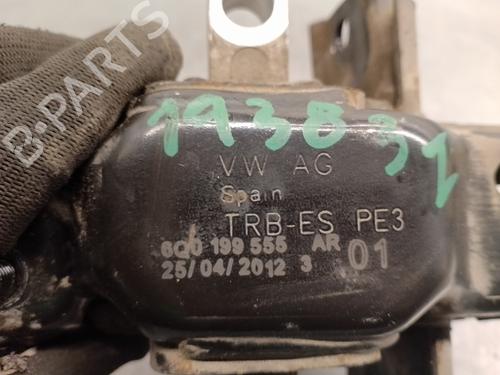 B-PARTS
193831
VW AG
Spain
TRB-ES PE3
6Q0 199 555 AR
25/04/2012 3 01